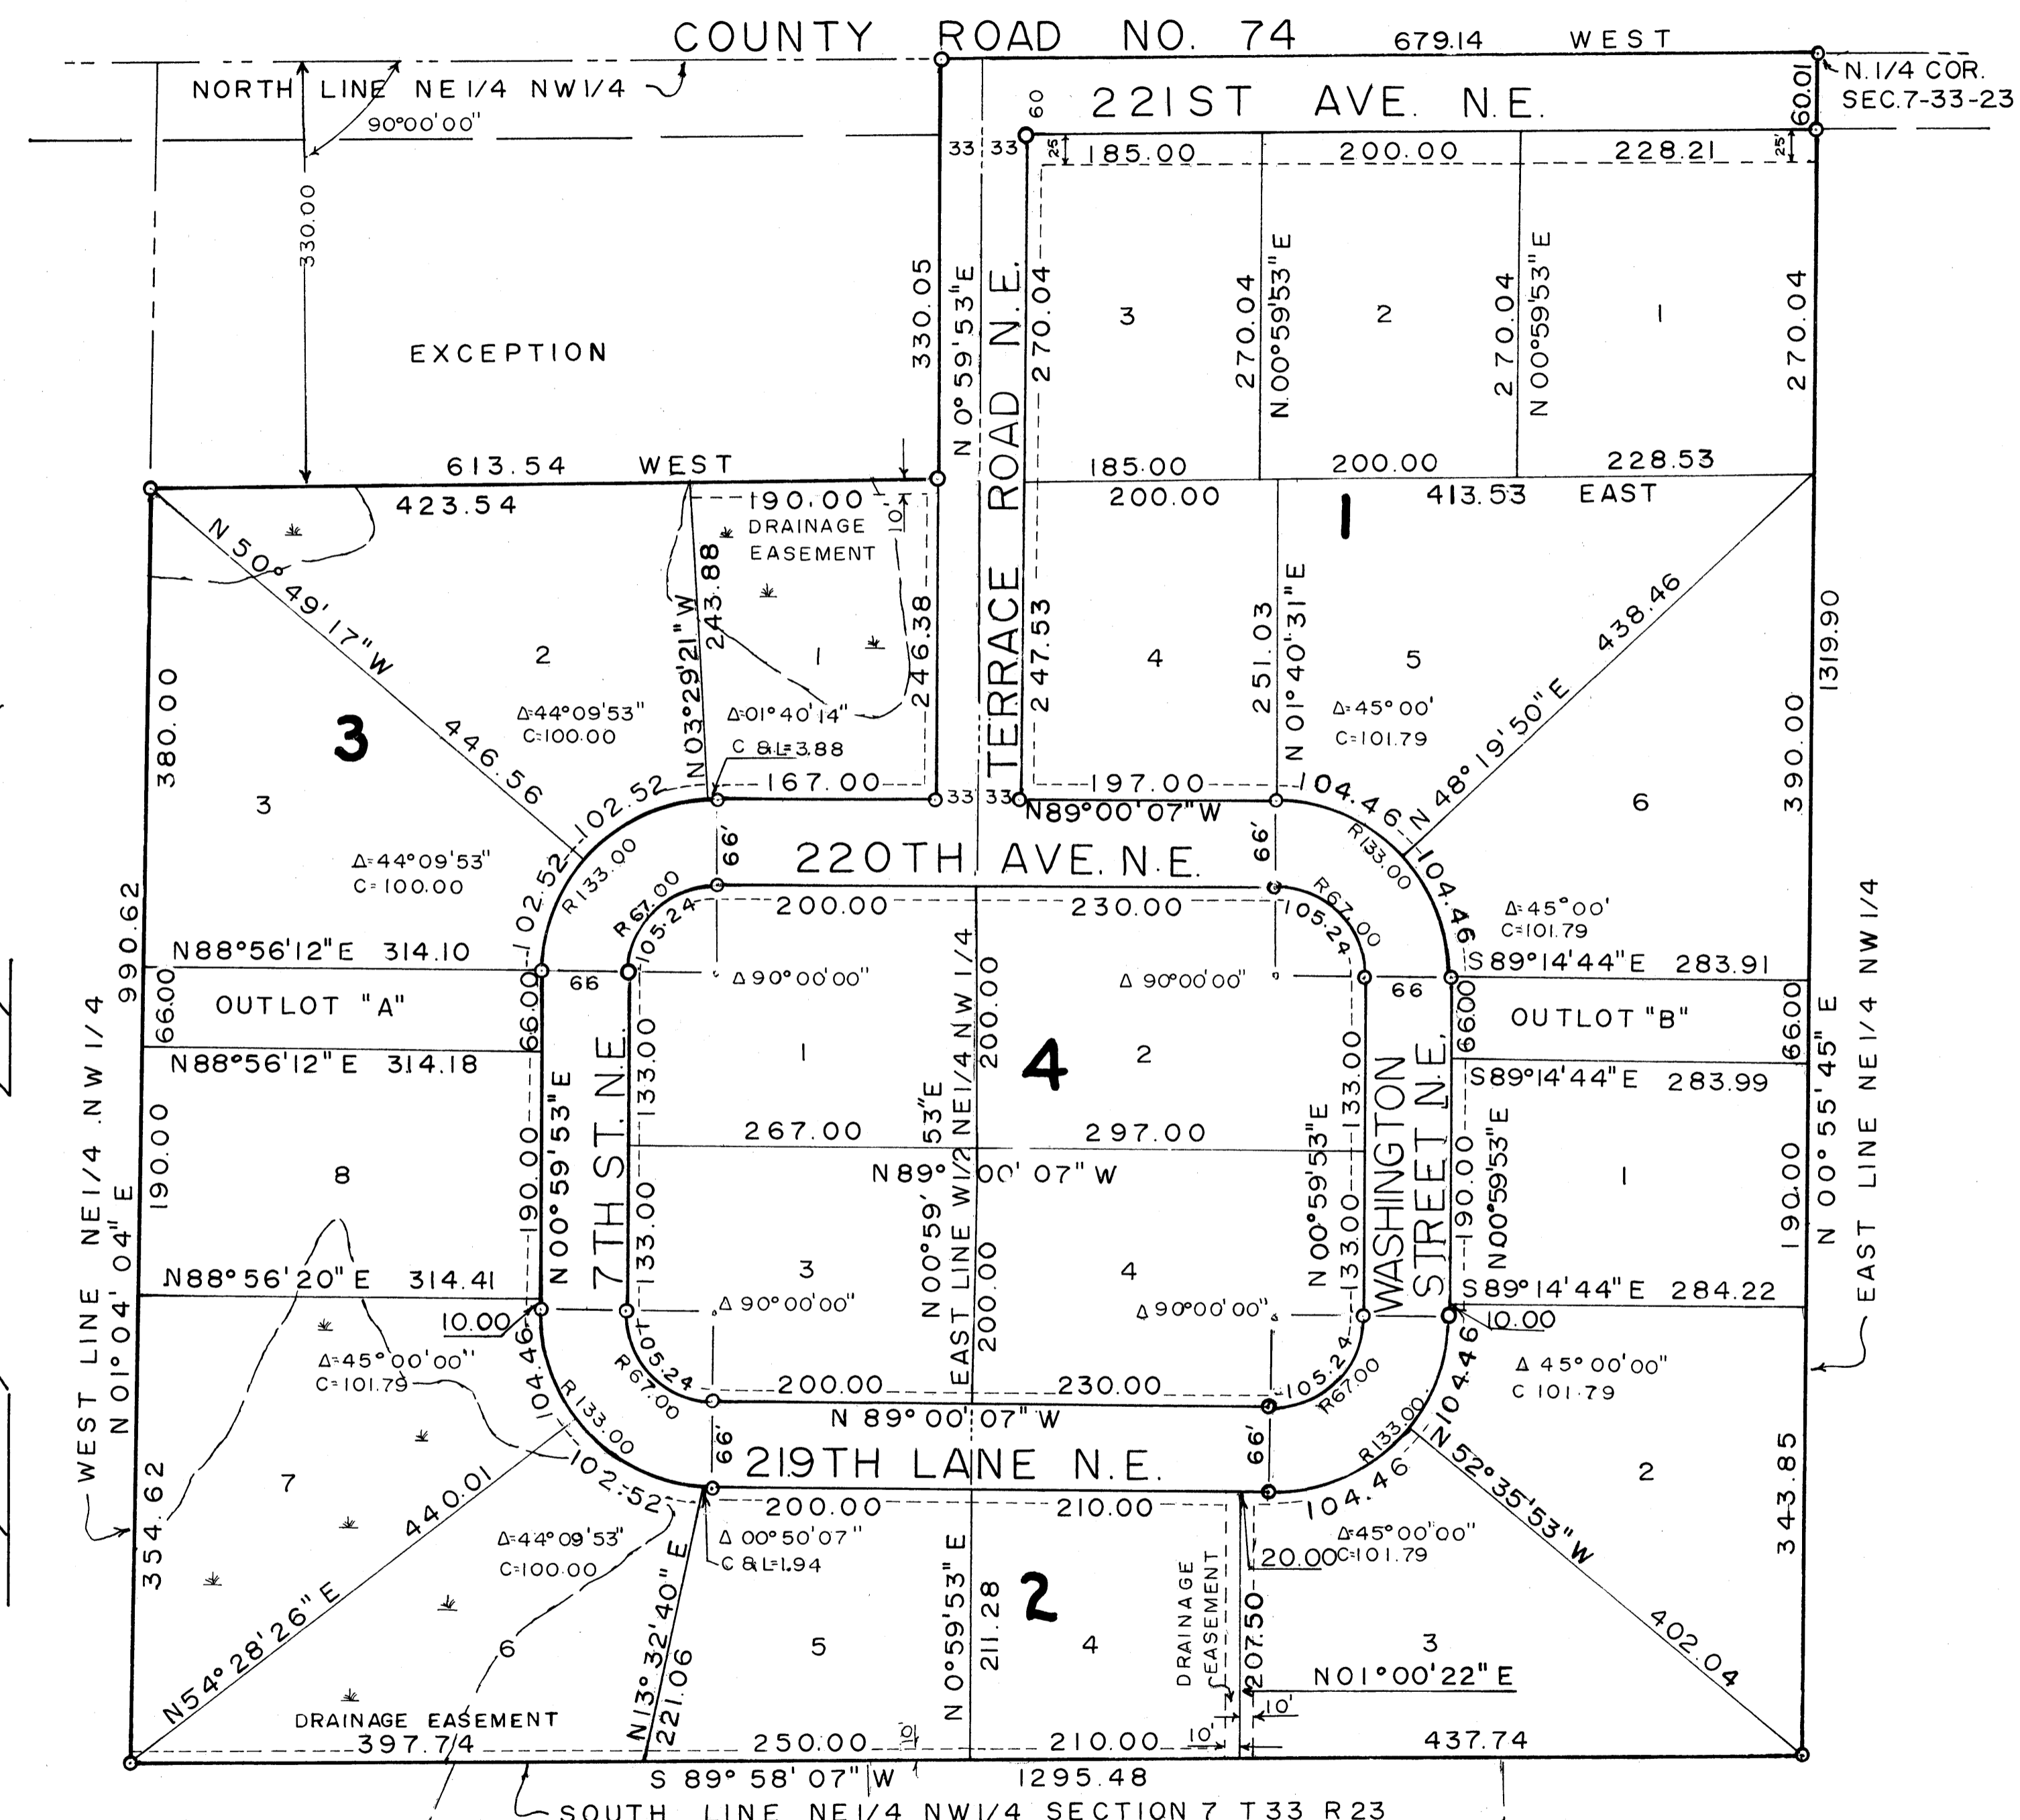 COUNTY ROAD NO. 74
679.14 WEST
NORTH LINE NE 1/4 NW 1/4
90°00'00"
N. 1/4 COR.
SEC. 7-33-23
60.01
60
221ST AVE. N.E.
33 33
25'
185.00
200.00
228.21
25'
330.00
EXCEPTION
330.05
N 0°59'53"E
TERRACE ROAD N.E.
270.04
3
270.04
N.00°59'53"E
2
270.04
N 00°59'53"E
1
270.04
613.54 WEST
185.00
200.00
228.53
423.54
190.00
10'
200.00
413.53 EAST
DRAINAGE
EASEMENT
1
N 50° 49' 17" W
446.56
2
N03°29'21" W
243.88
1
246.38
247.53
4
251.03
N 01°40'31"E
5
438.46
N 48°19'50" E
1319.90
380.00
3
Δ=44°09'53"
C=100.00
Δ=01°40'14"
C & L=3.88
Δ=45°00'
C=101.79
390.00
3
6
102.52
167.00
33 33
197.00
N89°00'07"W
104.46
R133.00
102.52
R133.00
66'
220TH AVE. N.E.
66'
104.46
Δ=44°09'53"
C=100.00
R 67.00
105.24
200.00
230.00
R67.00
105.24
Δ=45°00'
C=101.79
990.62
N88°56'12"E 314.10
66
Δ 90°00'00"
Δ 90°00'00"
66
S89°14'44"E 283.91
66.00
OUTLOT "A"
66.00
OUTLOT "B"
66.00
66.00
N88°56'12"E 314.18
S89°14'44"E 283.99
WEST LINE NE1/4 .NW 1/4
N 01° 04' 04" E
190.00
8
190.00
N 00°59'53"E
7TH ST. N.E.
133.00
133.00
1
2
4
200.00
200.00
N00°59' 53"E
EAST LINE W1/2 NE1/4 NW 1/4
267.00
297.00
N 89° 00' 07" W
3
4
N 00°59'53"E
133.00
133.00
WASHINGTON
STREET N.E.
190.00
N00°59'53"E
1
190.00
N 00° 55' 45" E
EAST LINE NE 1/4 NW 1/4
N88°56'20"E 314.41
S89°14'44"E 284.22
10.00
Δ 90°00'00"
Δ 90°00'00"
10.00
104.46
Δ=45°00'00"
C=101.79
105.24
R67.00
200.00
230.00
105.24
R67.00
104.46
Δ 45°00'00"
C 101.79
R133.00
N 89° 00' 07" W
R133.00
354.62
7
440.01
N54°28'26" E
102.52
66'
219TH LANE N.E.
66'
104.46
N 52°35'53"W
402.04
2
343.85
200.00
210.00
Δ=44°09'53"
C=100.00
Δ 00°50'07"
C & L=1.94
Δ=45°00'00"
20.00
C=101.79
6
N13°32'40" E
221.06
5
N 0°59'53" E
211.28
2
4
DRAINAGE
EASEMENT
207.50
3
N01°00'22"E
10'
10'
DRAINAGE EASEMENT
397.74
250.00
10'
210.00
437.74
S 89° 58' 07" W
1295.48
SOUTH LINE NE1/4 NW1/4 SECTION 7 T33 R23